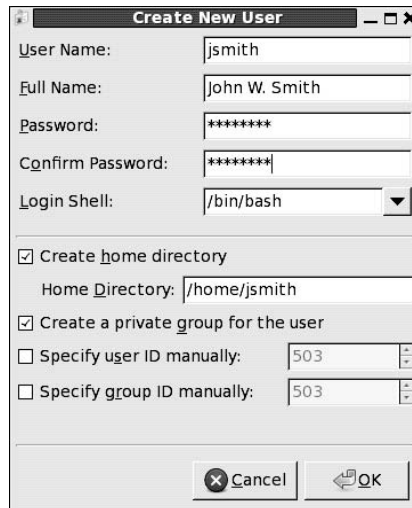 Create New User
User Name: jsmith
Full Name: John W. Smith
Password: ********
Confirm Password: ********
Login Shell: /bin/bash
Create home directory
Home Directory: /home/jsmith
Create a private group for the user
Specify user ID manually: 503
Specify group ID manually: 503
Cancel OK